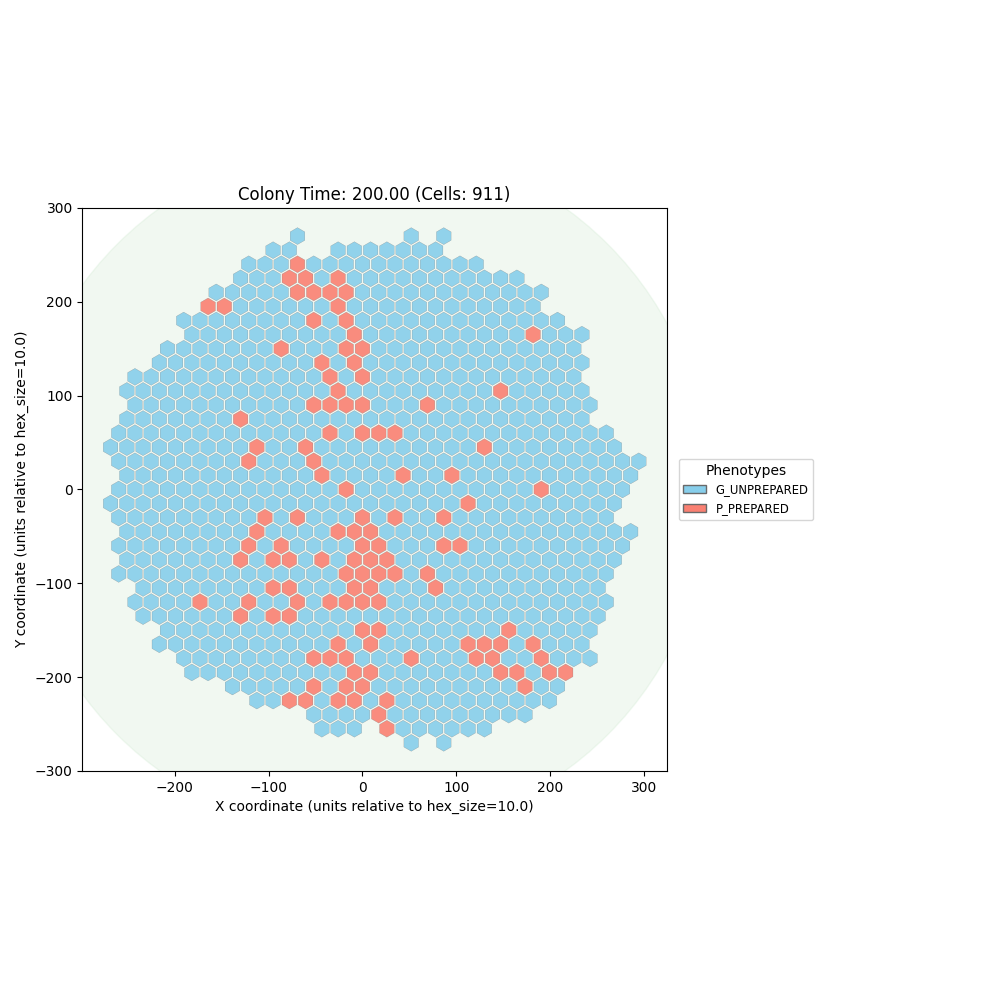 Colony Time: 200.00 (Cells: 911)
300
200
100
0
−100
−200
−300
Y coordinate (units relative to hex_size=10.0)
−200
−100
0
100
200
300
X coordinate (units relative to hex_size=10.0)
Phenotypes
G_UNPREPARED
P_PREPARED